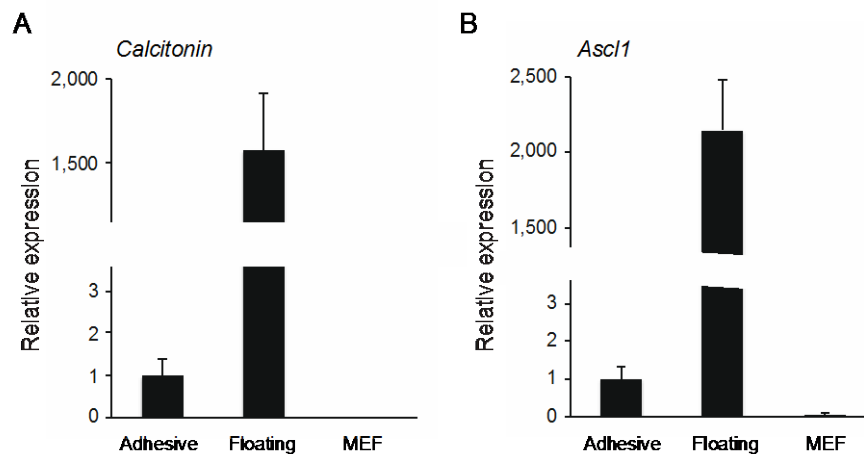 A
Calcitonin
Relative expression
2,000
1,500
3
2
1
0
Adhesive Floating MEF
B
Ascl1
Relative expression
2,500
2,000
1,500
3
2
1
0
Adhesive Floating MEF